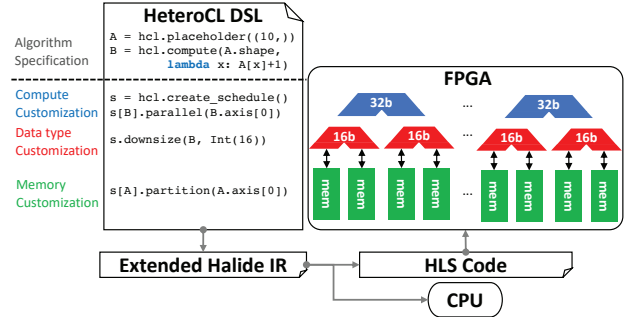 HeteroCL DSL
Algorithm
Specification
A = hcl.placeholder((10,))
B = hcl.compute(A.shape,
lambda x: A[x]+1)
Compute
Customization
s = hcl.create_schedule()
s[B].parallel(B.axis[0])
Data type
Customization
s.downsize(B, Int(16))
Memory
Customization
s[A].partition(A.axis[0])
FPGA
32b ... 32b
16b 16b ... 16b 16b
mem mem mem mem ... mem mem mem mem
Extended Halide IR
HLS Code
CPU